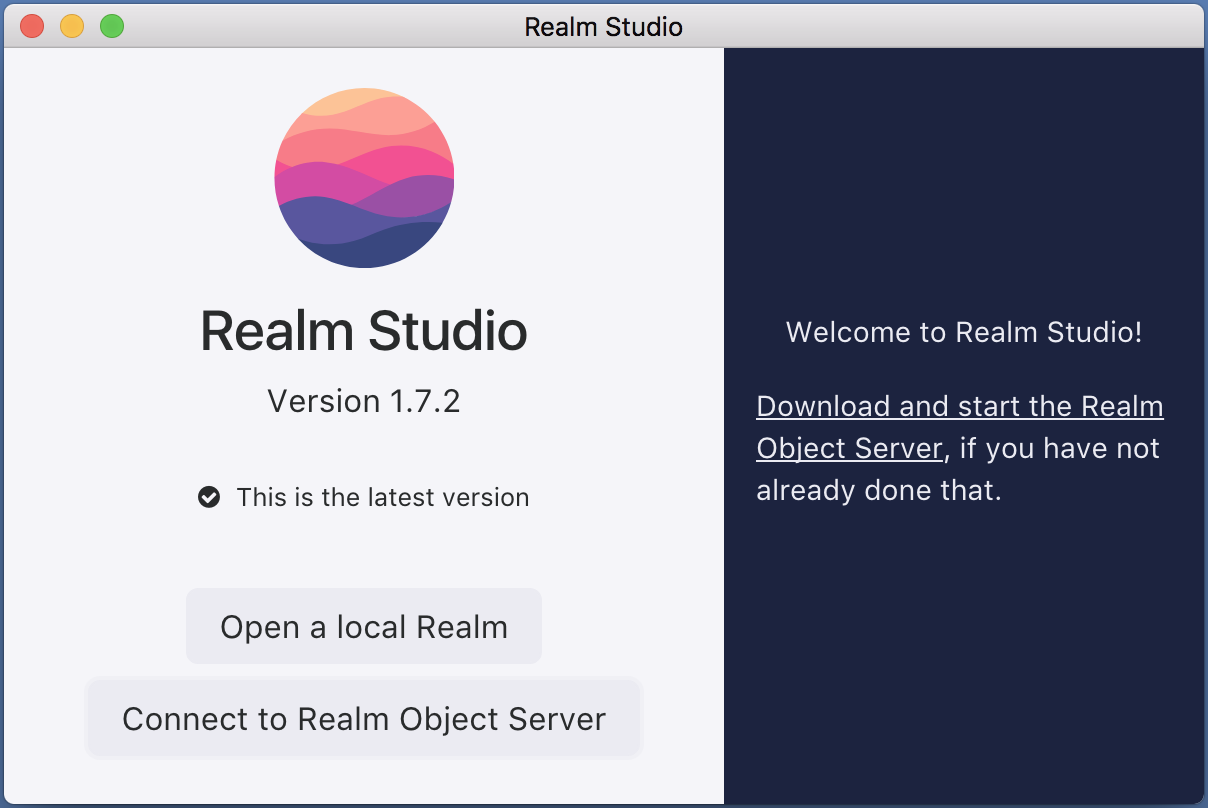 Realm Studio
Realm Studio
Version 1.7.2
This is the latest version
Open a local Realm
Connect to Realm Object Server
Welcome to Realm Studio!
Download and start the Realm
Object Server, if you have not
already done that.